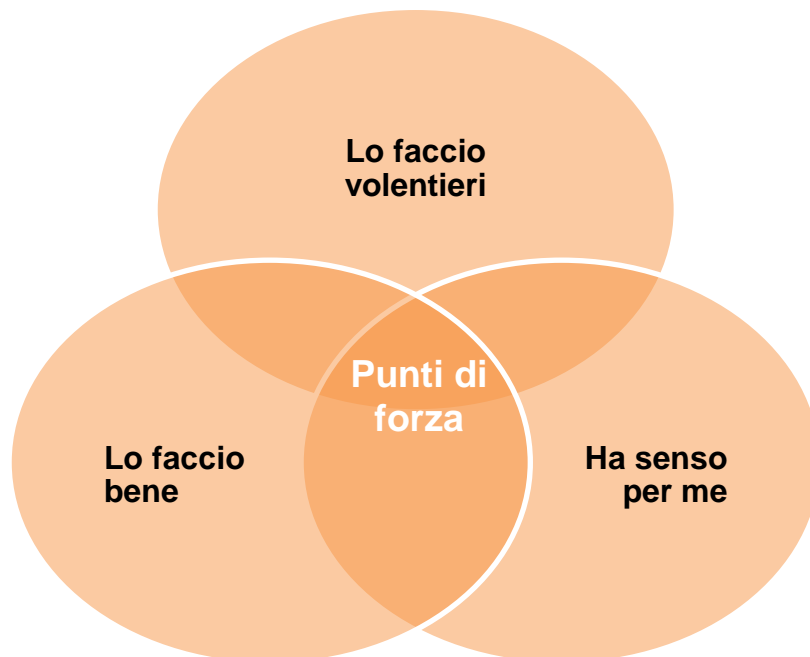 Lo faccio
volentieri
Punti di
forza
Lo faccio
bene
Ha senso
per me